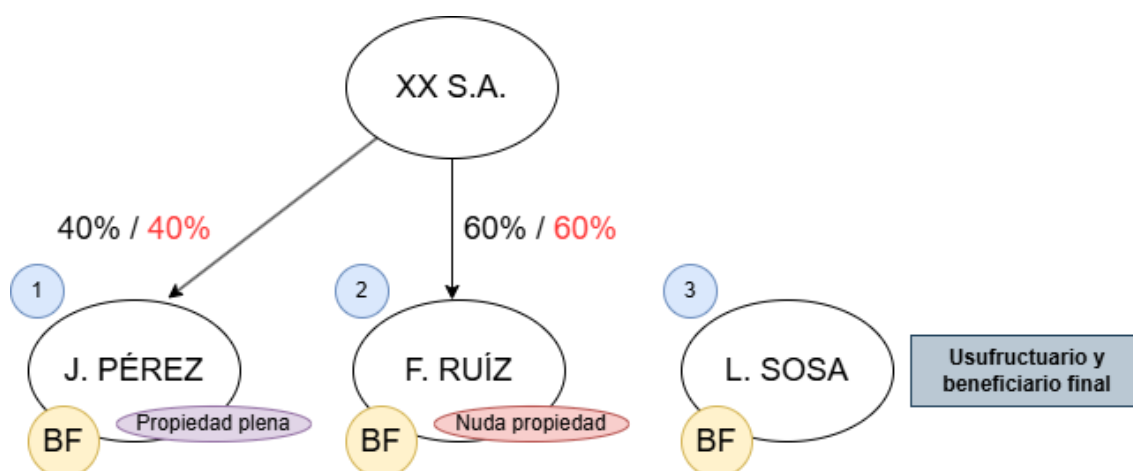 XX S.A.
40% / 40%
60% / 60%
1
2
3
J. PÉREZ
F. RUÍZ
L. SOSA
Usufructuario y
beneficiario final
Propiedad plena
Nuda propiedad
BF
BF
BF